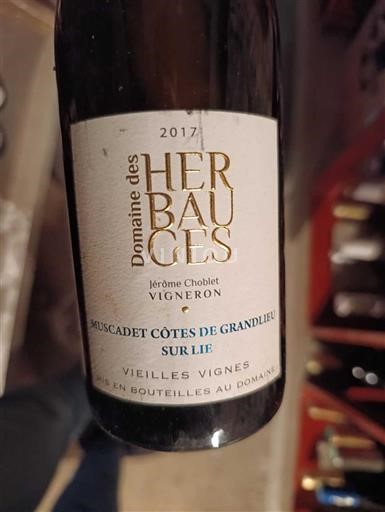 2017
Domaine des
HER
BAU
GES
Jérôme Choblet
VIGNERON
MUSCADET CÔTES DE GRANDLIEU
SUR LIE
VIEILLES VIGNES
MIS EN BOUTEILLES AU DOMAINE